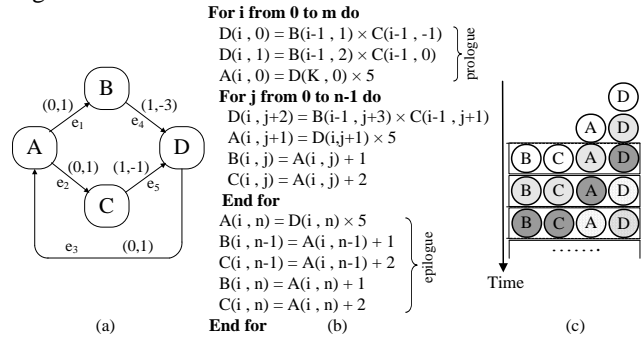 For i from 0 to m do
D(i , 0) = B(i-1 , 1) × C(i-1 , -1)
D(i , 1) = B(i-1 , 2) × C(i-1 , 0)
A(i , 0) = D(K , 0) × 5
prologue
For j from 0 to n-1 do
D(i , j+2) = B(i-1 , j+3) × C(i-1 , j+1)
A(i , j+1) = D(i,j+1) × 5
B(i , j) = A(i , j) + 1
C(i , j) = A(i , j) + 2
End for
A(i , n) = D(i , n) × 5
B(i , n-1) = A(i , n-1) + 1
C(i , n-1) = A(i , n-1) + 2
B(i , n) = A(i , n) + 1
C(i , n) = A(i , n) + 2
epilogue
End for
B
(0,1)
(1,-3)
e1
e4
A
D
(0,1)
(1,-1)
e2
e5
C
e3
(0,1)
D
A D
B C A D
B C A D
B C A D
.......
Time
(a)
(b)
(c)